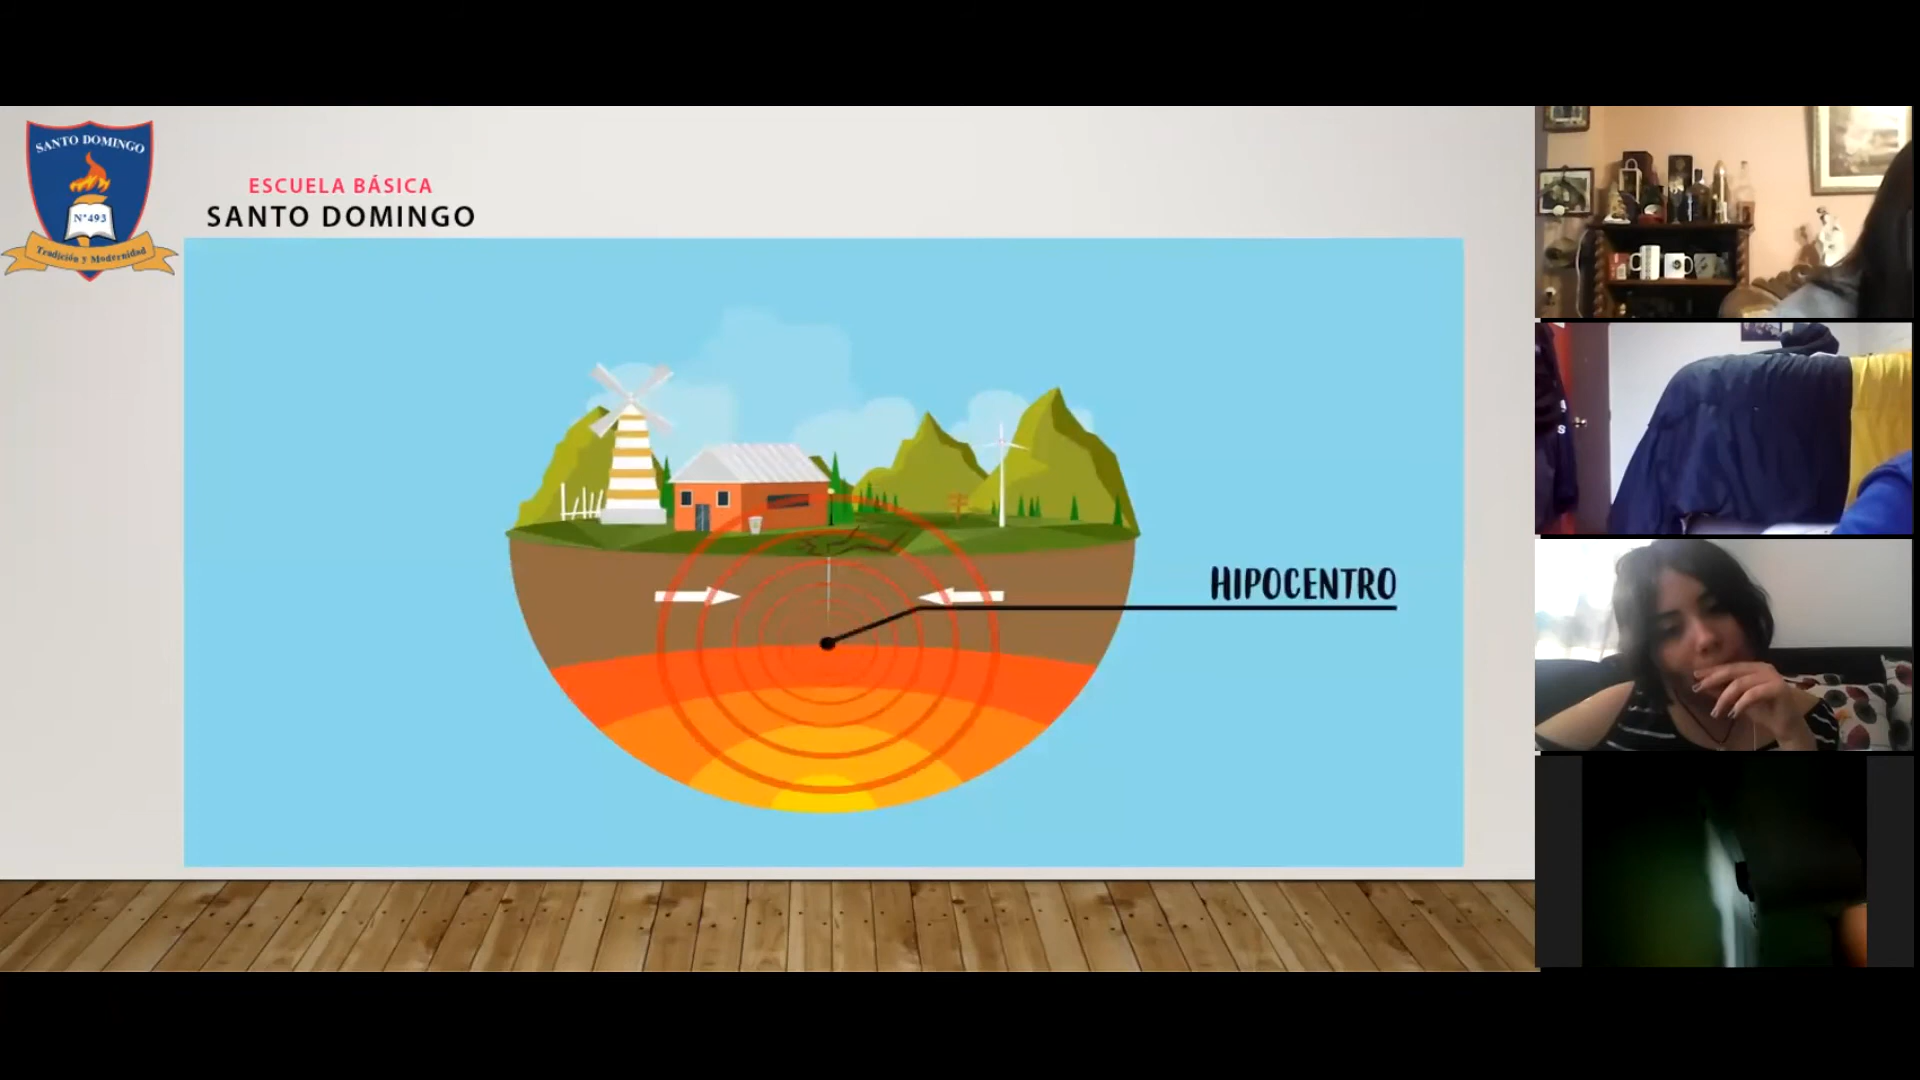 SANTO DOMINGO
N°493
Tradición y Modernidad
ESCUELA BÁSICA
SANTO DOMINGO
HIPOCENTRO